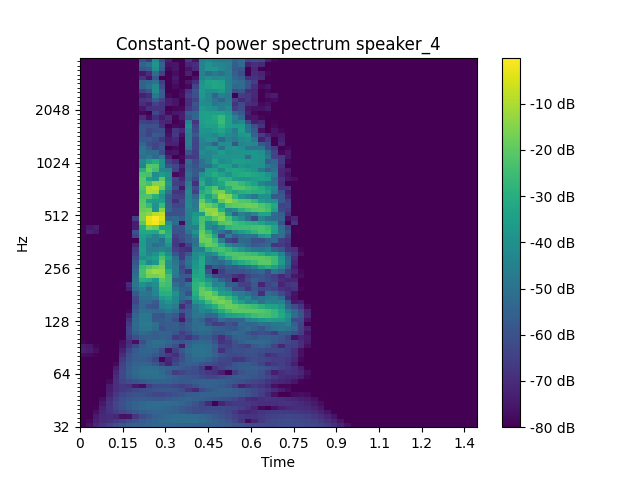 Constant-Q power spectrum speaker_4
Hz
2048
1024
512
256
128
64
32
0 0.15 0.3 0.45 0.6 0.75 0.9 1.1 1.2 1.4
Time
-10 dB
-20 dB
-30 dB
-40 dB
-50 dB
-60 dB
-70 dB
-80 dB